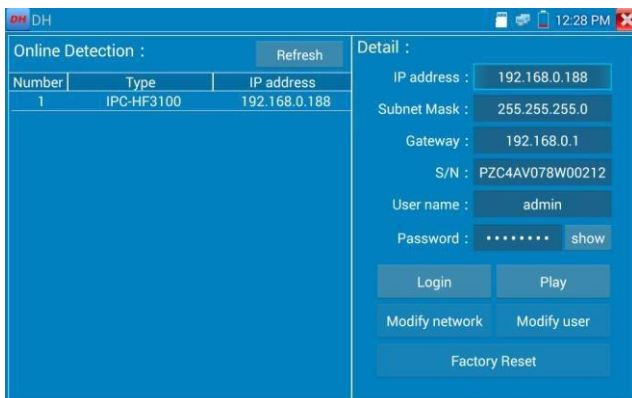 DH DH 12:28 PM
Online Detection :
Refresh
Number Type IP address
1 IPC-HF3100 192.168.0.188
Detail :
IP address : 192.168.0.188
Subnet Mask : 255.255.255.0
Gateway : 192.168.0.1
S/N : PZC4AV078W00212
User name : admin
Password : •••••••• show
Login Play
Modify network Modify user
Factory Reset